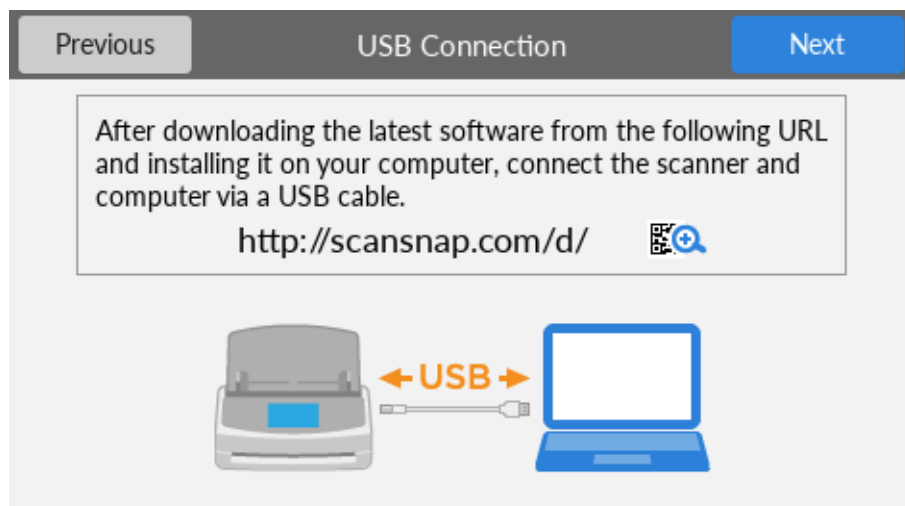 Previous
USB Connection
Next
After downloading the latest software from the following URL
and installing it on your computer, connect the scanner and
computer via a USB cable.
http://scansnap.com/d/
USB